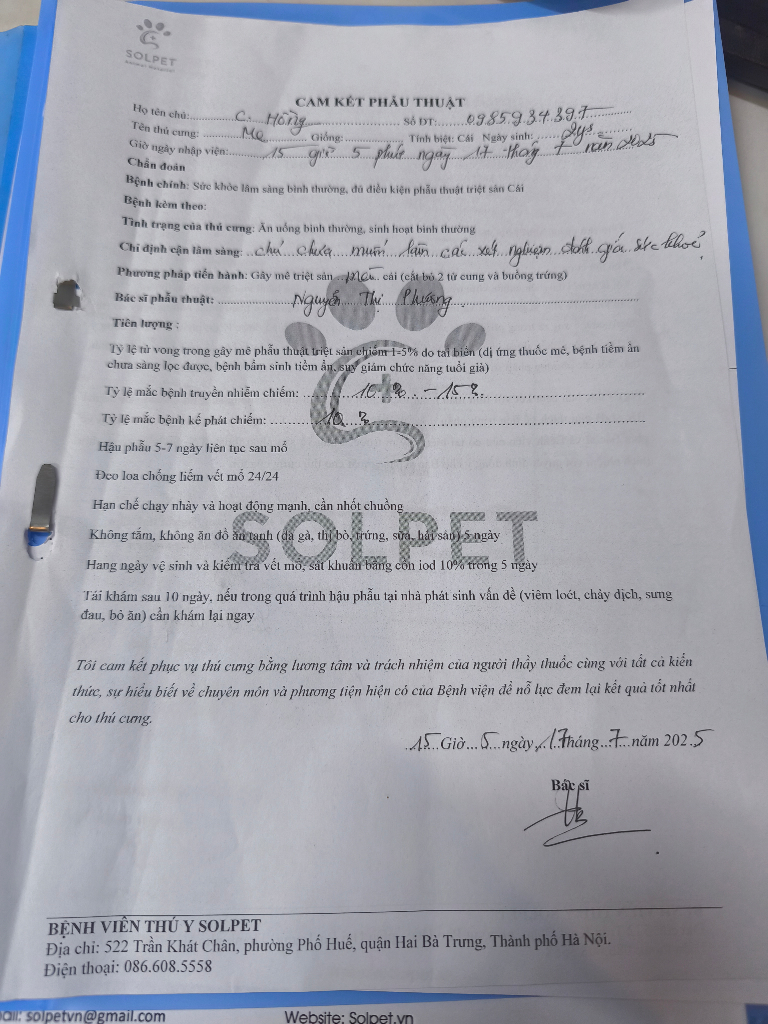 SOLPET
CAM KẾT PHẪU THUẬT
Họ tên chủ: C. Hồng Số ĐT: 0985934397
Tên thú cưng: Mẹ Giống: Tính biệt: Cái Ngày sinh: 2ys
Giờ ngày nhập viện: 15 giờ 5 phút ngày 17 tháng 7 năm 2025
Chẩn đoán
Bệnh chính: Sức khỏe lâm sàng bình thường, đủ điều kiện phẫu thuật triệt sản Cái
Bệnh kèm theo:
Tình trạng của thú cưng: Ăn uống bình thường, sinh hoạt bình thường
Chỉ định cận lâm sàng: chủ chưa muốn làm các xét nghiệm đánh giá sức khoẻ
Phương pháp tiến hành: Gây mê triệt sản mèo cái (cắt bỏ 2 tử cung và buồng trứng)
Bác sĩ phẫu thuật: Nguyễn Thị Phương
Tiên lượng :
Tỷ lệ tử vong trong gây mê phẫu thuật triệt sản chiếm 1-5% do tai biến (dị ứng thuốc mê, bệnh tiềm ẩn
chưa sàng lọc được, bệnh bẩm sinh tiềm ẩn, suy giảm chức năng tuổi già)
Tỷ lệ mắc bệnh truyền nhiễm chiếm: 10% - 15%
Tỷ lệ mắc bệnh kế phát chiếm: 10%
Hậu phẫu 5-7 ngày liên tục sau mổ
Đeo loa chống liếm vết mổ 24/24
Hạn chế chạy nhảy và hoạt động mạnh, cần nhốt chuồng
SOLPET
Không tắm, không ăn đồ ăn tanh (da gà, thị bò, trứng, sữa, hải sản) 5 ngày
Hang ngày vệ sinh và kiểm tra vết mổ, sát khuẩn bằng cồn iod 10% trong 5 ngày
Tái khám sau 10 ngày, nếu trong quá trình hậu phẫu tại nhà phát sinh vấn đề (viêm loét, chảy dịch, sưng
đau, bỏ ăn) cần khám lại ngay
Tôi cam kết phục vụ thú cưng bằng lương tâm và trách nhiệm của người thầy thuốc cùng với tất cả kiến
thức, sự hiểu biết về chuyên môn và phương tiện hiện có của Bệnh viện để nỗ lực đem lại kết quả tốt nhất
cho thú cưng.
15 Giờ 5 ngày 17 tháng 7 năm 2025
Bác sĩ
BỆNH VIÊN THÚ Y SOLPET
Địa chỉ: 522 Trần Khát Chân, phường Phố Huế, quận Hai Bà Trưng, Thành phố Hà Nội.
Điện thoại: 086.608.5558
ail: solpetvn@gmail.com Website: Solpet.vn